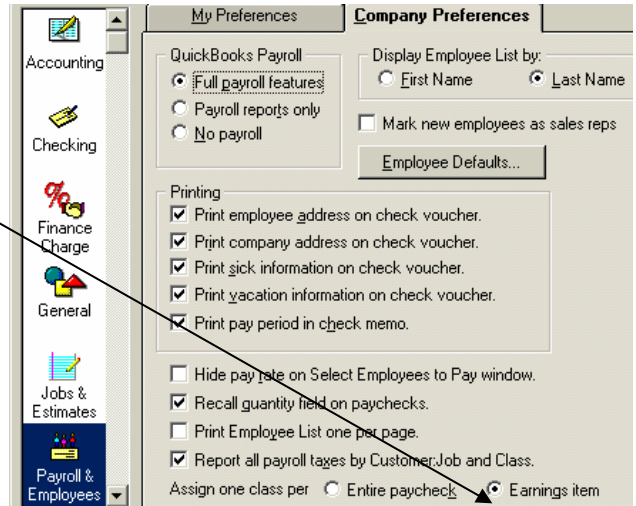 My Preferences
Company Preferences
Accounting
Checking
Finance
Charge
General
Jobs &
Estimates
Payroll &
Employees
QuickBooks Payroll
Full payroll features
Payroll reports only
No payroll
Display Employee List by:
First Name
Last Name
Mark new employees as sales reps
Employee Defaults...
Printing
Print employee address on check voucher.
Print company address on check voucher.
Print sick information on check voucher.
Print vacation information on check voucher.
Print pay period in check memo.
Hide pay rate on Select Employees to Pay window.
Recall quantity field on paychecks.
Print Employee List one per page.
Report all payroll taxes by Customer:Job and Class.
Assign one class per Entire paycheck Earnings item